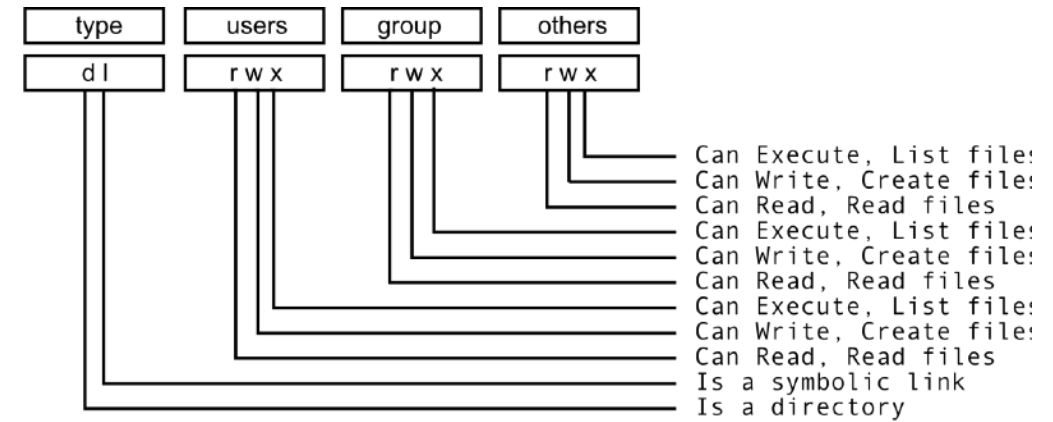 type users group others
d l r w x r w x r w x
Can Execute, List files
Can Write, Create files
Can Read, Read files
Can Execute, List files
Can Write, Create files
Can Read, Read files
Can Execute, List files
Can Write, Create files
Can Read, Read files
Is a symbolic link
Is a directory